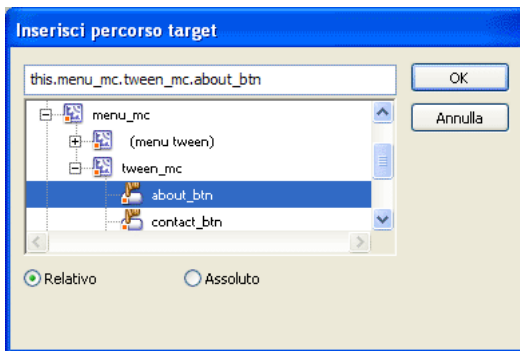 Inserisci percorso target
this.menu_mc.tween_mc.about_btn
OK
menu_mc
Annulla
(menu tween)
tween_mc
about_btn
contact_btn
Relativo
Assoluto